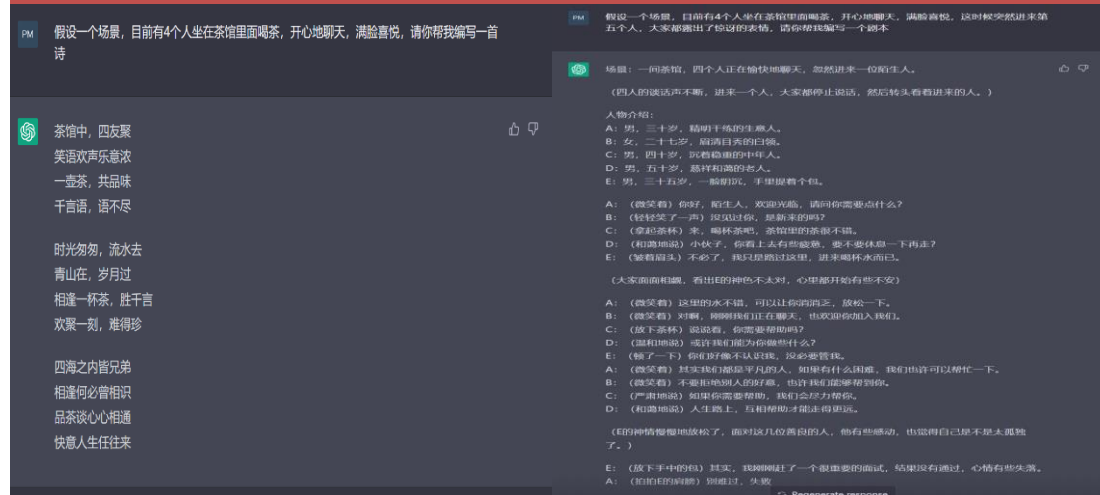 PM
假设一个场景，目前有4个人坐在茶馆里面喝茶，开心地聊天，满脸喜悦，请你帮我编写一首
诗
茶馆中，四友聚
笑语欢声乐意浓
一壶茶，共品味
千言语，语不尽
时光匆匆，流水去
青山在，岁月过
相逢一杯茶，胜千言
欢聚一刻，难得珍
四海之内皆兄弟
相逢何必曾相识
品茶谈心心相通
快意人生任往来
PM
假设一个场景，目前有4个人坐在茶馆里面喝茶，开心地聊天，满脸喜悦，这时候突然进来第
五个人，大家都露出了惊讶的表情，请你帮我编写一个剧本
场景：一间茶馆，四个人正在愉快地聊天，忽然进来一位陌生人。
（四人的谈话声不断，进来一个人，大家都停止说话，然后转头看着进来的人。）
人物介绍：
A：男，三十岁，精明干练的生意人。
B：女，二十七岁，眉清目秀的白领。
C：男，四十岁，沉着稳重的中年人。
D：男，五十岁，慈祥和蔼的老人。
E：男，三十五岁，一脸阴沉，手里提着个包。
A：（微笑着）你好，陌生人，欢迎光临，请问你需要点什么？
B：（轻轻笑了一声）没见过你，是新来的吗？
C：（拿起茶杯）来，喝杯茶吧，茶馆里的茶很不错。
D：（和蔼地说）小伙子，你看上去有些疲惫，要不要休息一下再走？
E：（皱着眉头）不必了，我只是路过这里，进来喝杯水而已。
（大家面面相觑，看出E的神色不太对，心里都开始有些不安）
A：（微笑着）这里的水不错，可以让你消消乏，放松一下。
B：（微笑着）对啊，刚刚我们正在聊天，也欢迎你加入我们。
C：（放下茶杯）说说看，你需要帮助吗？
D：（温和地说）或许我们能为你做些什么？
E：（顿了一下）你们好像不认识我，没必要管我。
A：（微笑着）其实我们都是平凡的人，如果有什么困难，我们也许可以帮忙一下。
B：（微笑着）不要拒绝别人的好意，也许我们能够帮到你。
C：（严肃地说）如果你需要帮助，我们会尽力帮你。
D：（和蔼地说）人生路上，互相帮助才能走得更远。
（E的神情慢慢地放松了，面对这几位善良的人，他有些感动，也觉得自己是不是太孤独
了。）
E：（放下手中的包）其实，我刚刚赶了一个很重要的面试，结果没有通过，心情有些失落。
A：（拍拍E的肩膀）别难过，失败
Regenerate response